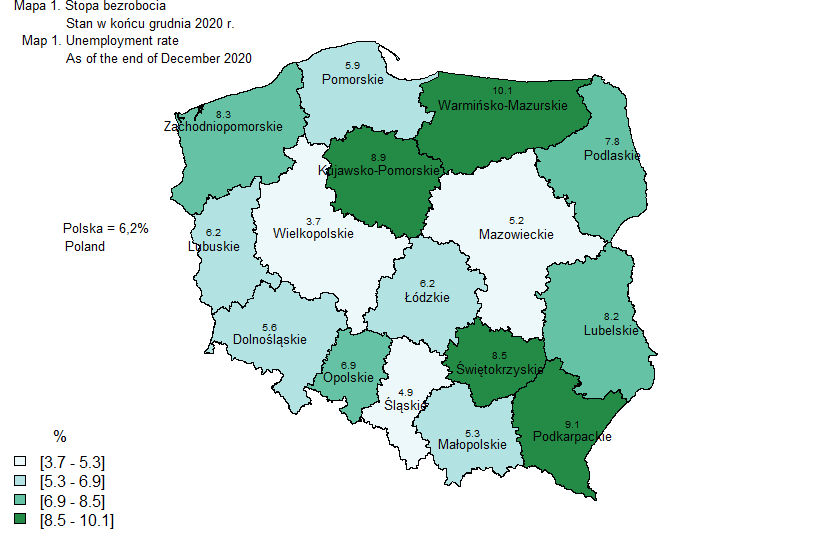 Mapa 1. Stopa bezrobocia
Stan w końcu grudnia 2020 r.
Map 1. Unemployment rate
As of the end of December 2020
5.9
Pomorskie
10.1
Warmińsko-Mazurskie
8.3
Zachodniopomorskie
7.8
Podlaskie
8.9
Kujawsko-Pomorskie
3.7
Wielkopolskie
5.2
Mazowieckie
Polska = 6,2%
Poland
6.2
Lubuskie
6.2
Łódzkie
8.2
Lubelskie
5.6
Dolnośląskie
6.9
Opolskie
8.5
Świętokrzyskie
4.9
Śląskie
5.3
Małopolskie
9.1
Podkarpackie
%
[3.7 - 5.3]
[5.3 - 6.9]
[6.9 - 8.5]
[8.5 - 10.1]